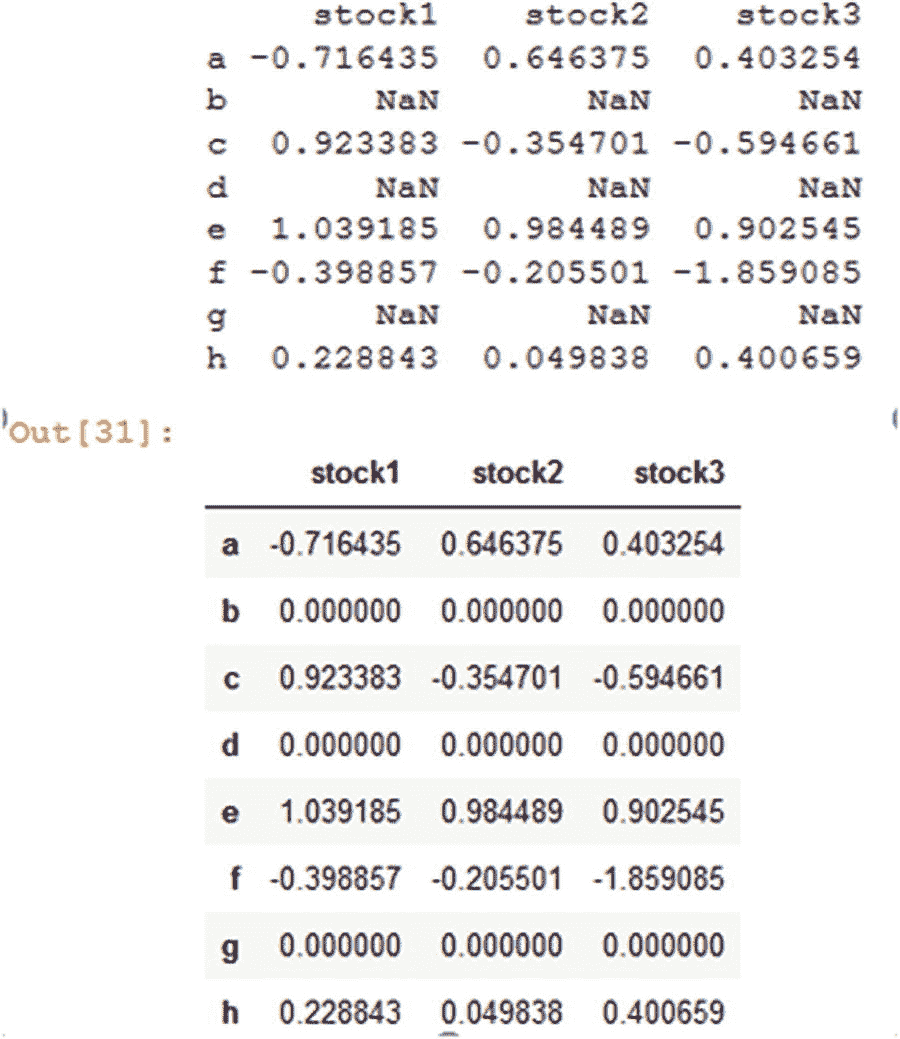 stock1 stock2 stock3
a -0.716435 0.646375 0.403254
b NaN NaN NaN
c 0.923383 -0.354701 -0.594661
d NaN NaN NaN
e 1.039185 0.984489 0.902545
f -0.398857 -0.205501 -1.859085
g NaN NaN NaN
h 0.228843 0.049838 0.400659
Out[31]:
stock1 stock2 stock3
a -0.716435 0.646375 0.403254
b 0.000000 0.000000 0.000000
c 0.923383 -0.354701 -0.594661
d 0.000000 0.000000 0.000000
e 1.039185 0.984489 0.902545
f -0.398857 -0.205501 -1.859085
g 0.000000 0.000000 0.000000
h 0.228843 0.049838 0.400659